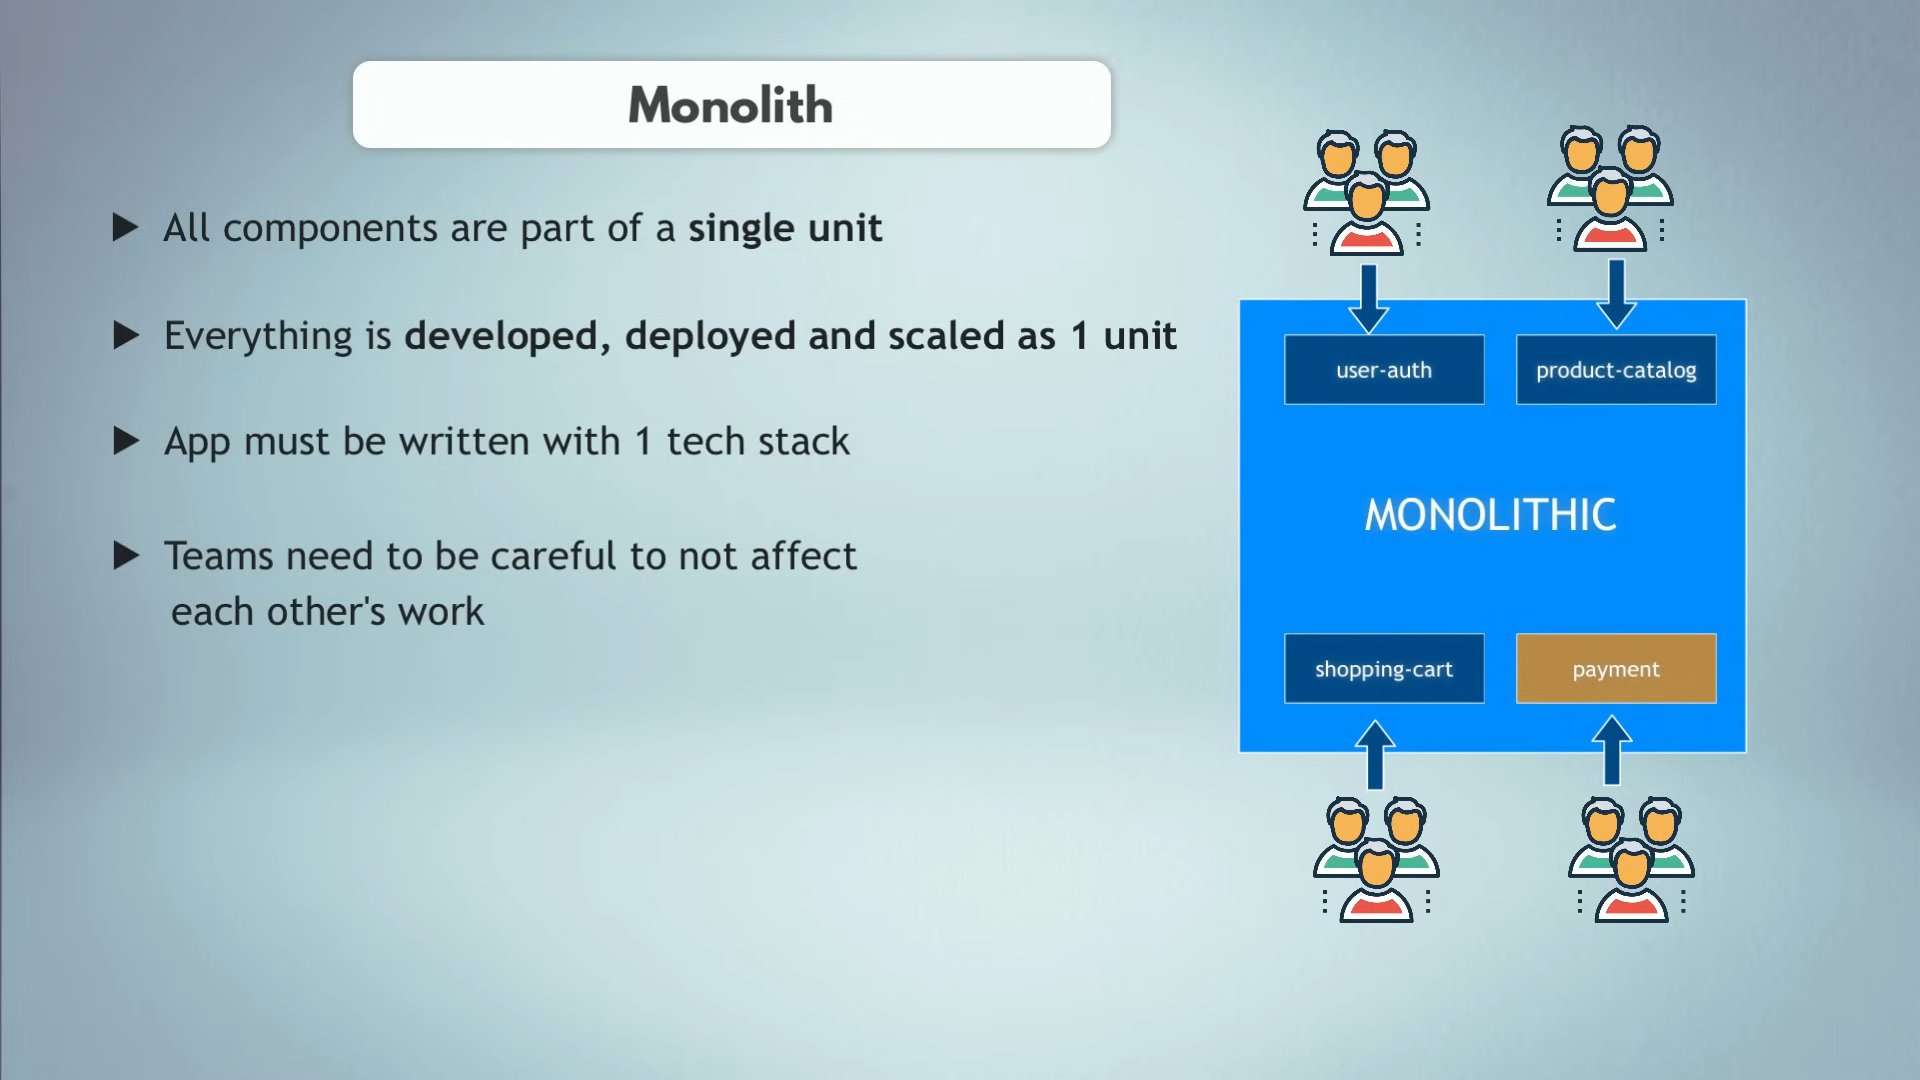 Monolith
All components are part of a single unit
Everything is developed, deployed and scaled as 1 unit
App must be written with 1 tech stack
Teams need to be careful to not affect
each other's work
user-auth
product-catalog
MONOLITHIC
shopping-cart
payment